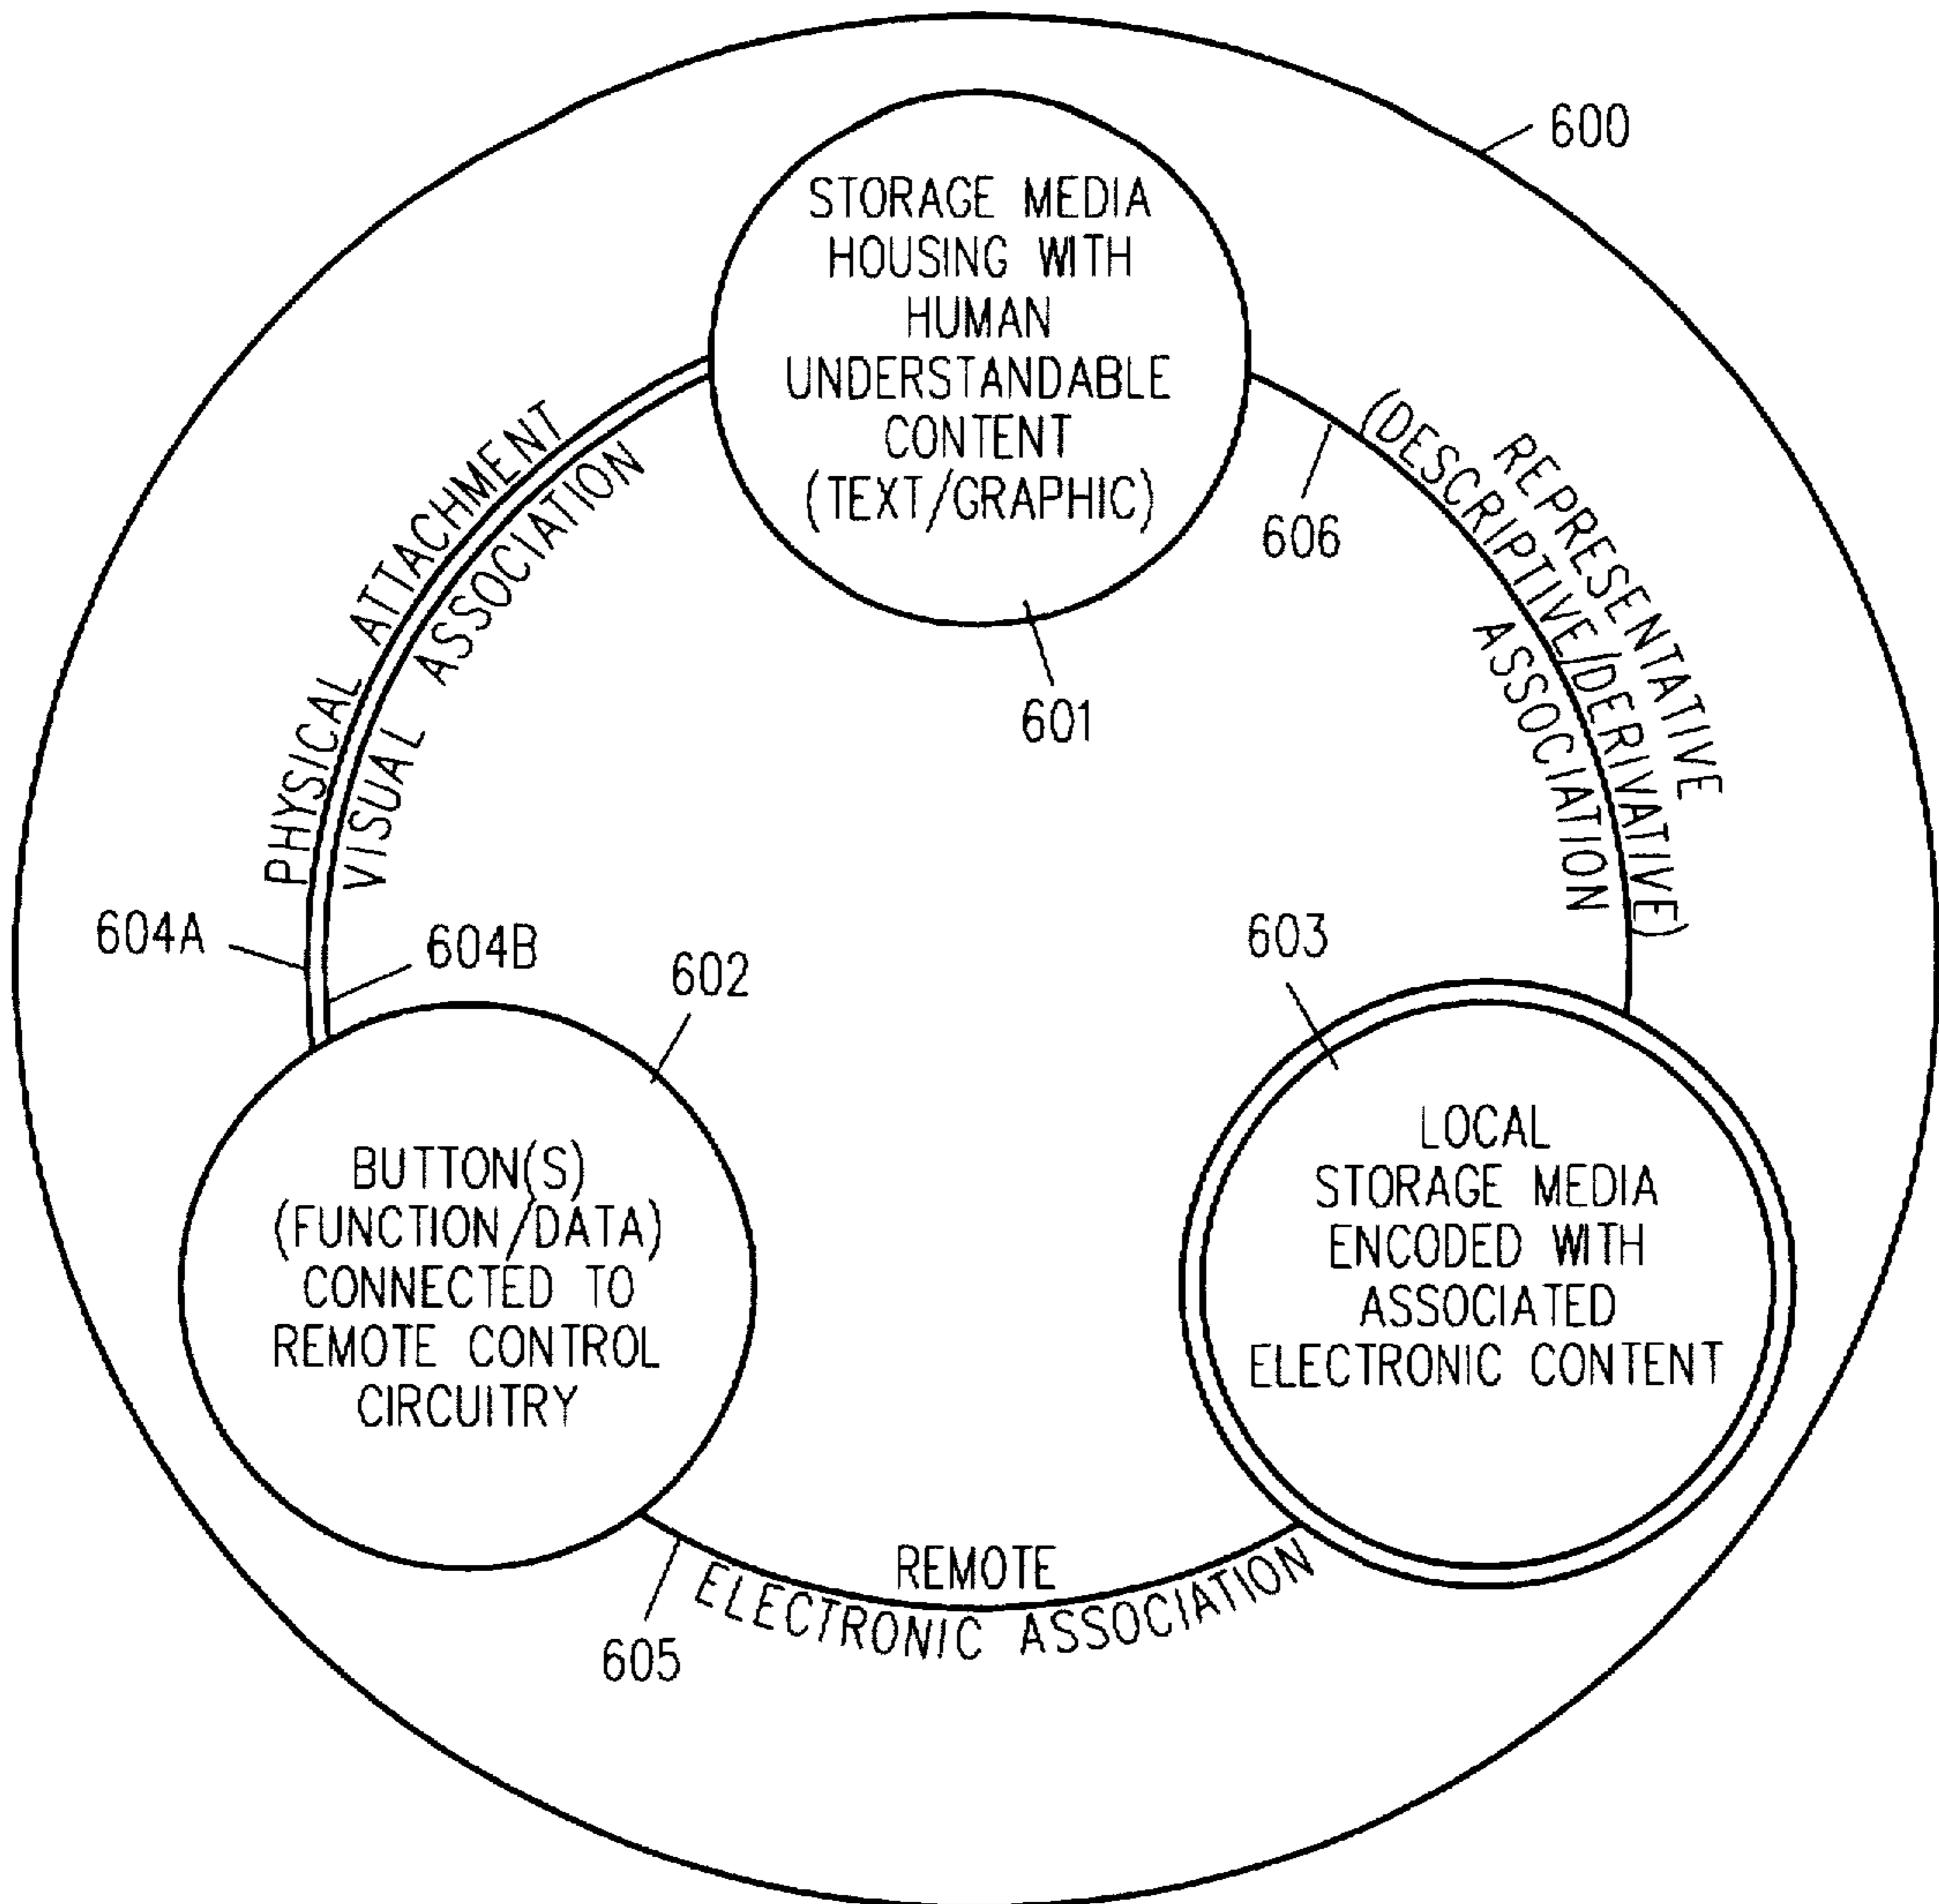 600
STORAGE MEDIA
HOUSING WITH
HUMAN
UNDERSTANDABLE
CONTENT
(TEXT/GRAPHIC)
601
606
PHYSICAL ATTACHMENT
VISUAL ASSOCIATION
REPRESENTATIVE
(DESCRIPTIVE/DERIVATIVE)
ASSOCIATION
604A
604B
602
603
BUTTON(S)
(FUNCTION/DATA)
CONNECTED TO
REMOTE CONTROL
CIRCUITRY
LOCAL
STORAGE MEDIA
ENCODED WITH
ASSOCIATED
ELECTRONIC CONTENT
REMOTE
ELECTRONIC ASSOCIATION
605